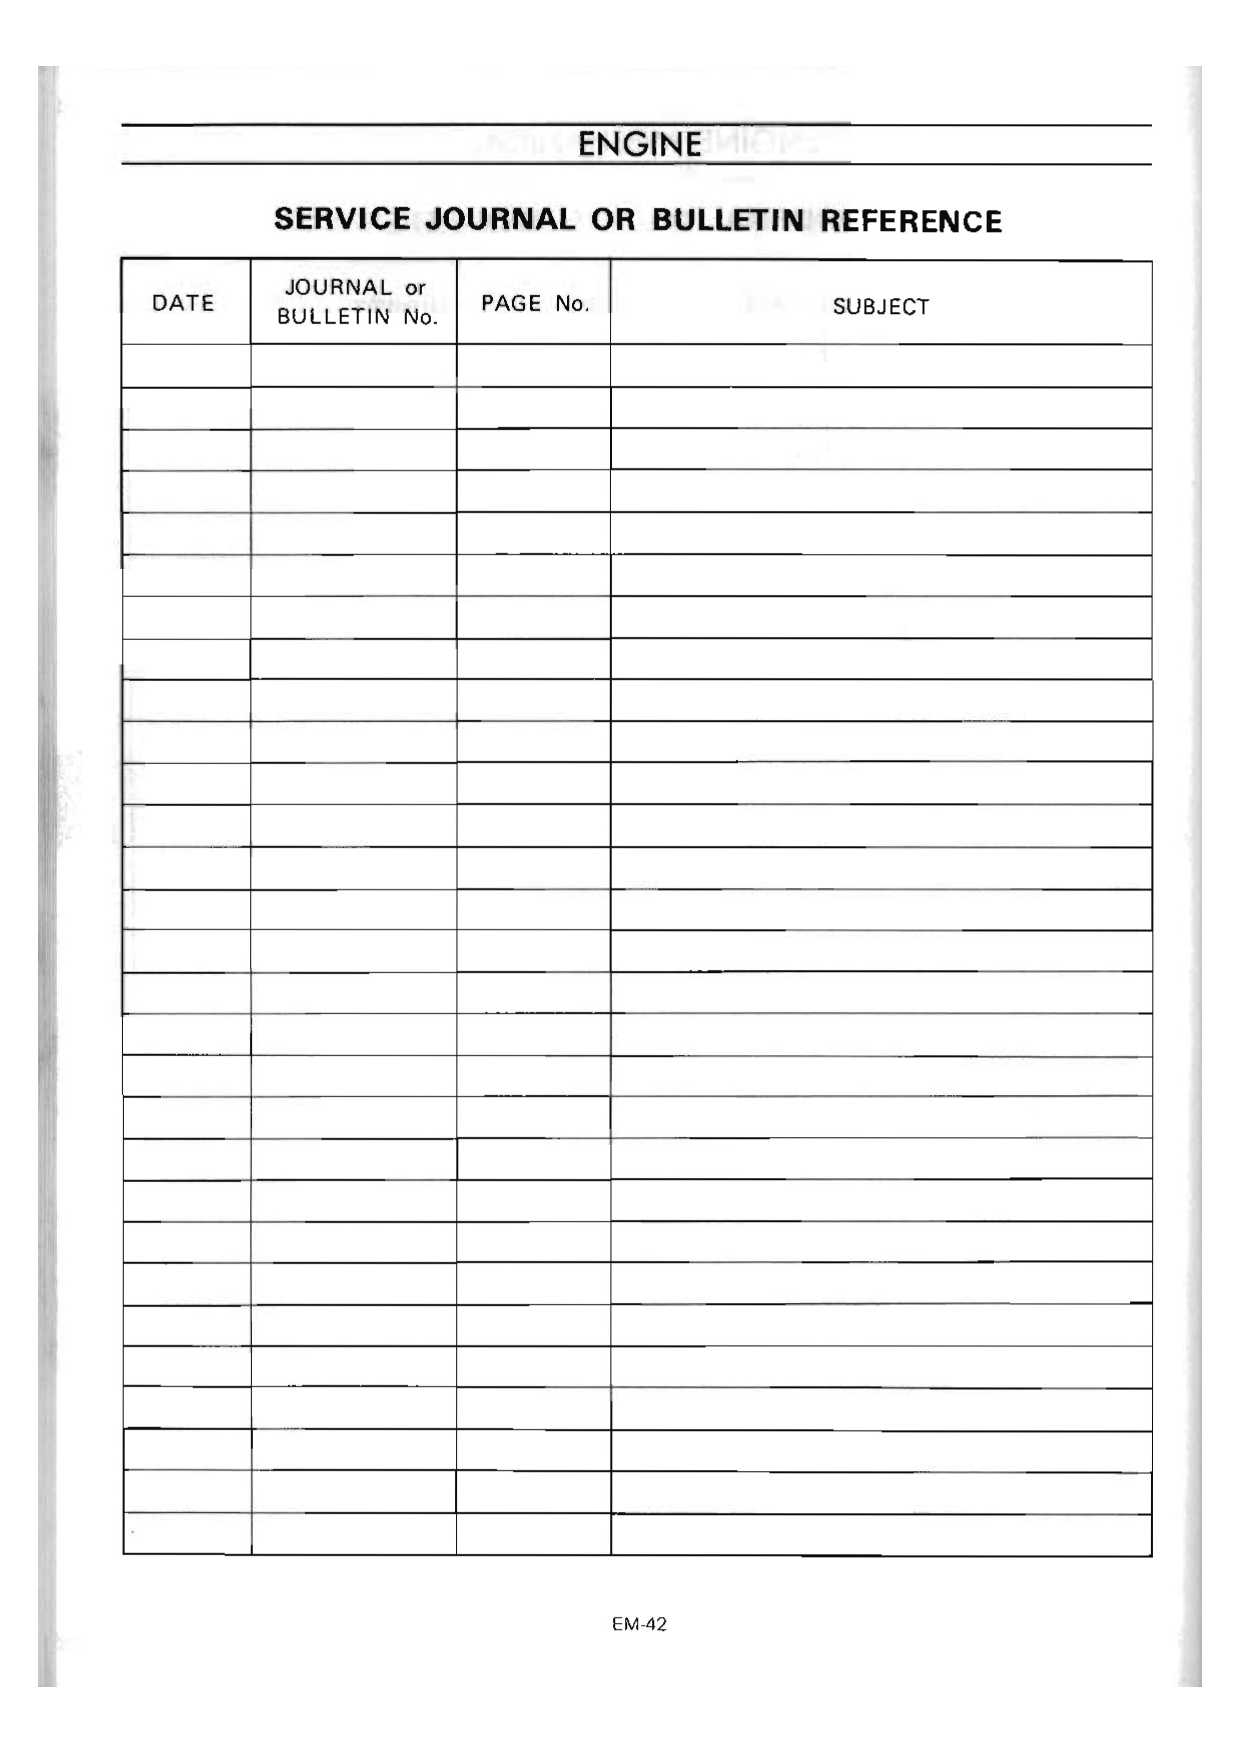 ENGINE
SERVICE JOURNAL OR BULLETIN REFERENCE
DATE
JOURNAL or
BULLETIN No.
PAGE No.
SUBJECT
EM-42